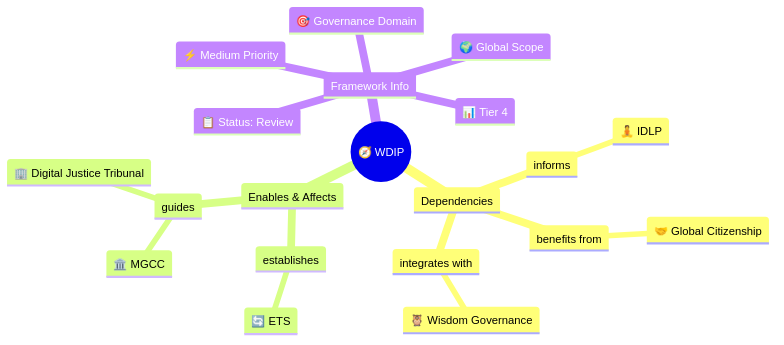 🎯 Governance Domain
🌍 Global Scope
⚡ Medium Priority
Framework Info
📊 Tier 4
📋 Status: Review
🧭 WDIP
🧘 IDLP
informs
🏢 Digital Justice Tribunal
Enables & Affects
Dependencies
guides
🤝 Global Citizenship
benefits from
establishes
integrates with
🏛️ MGCC
🔄 ETS
🦉 Wisdom Governance